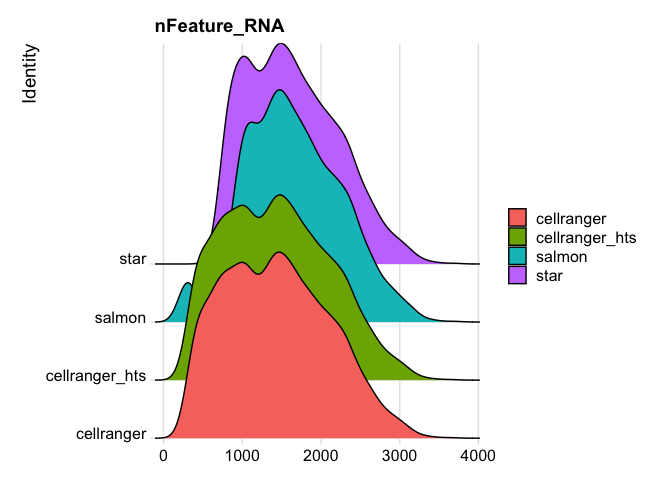 nFeature_RNA
Identity
star
salmon
cellranger_hts
cellranger
0 1000 2000 3000 4000
cellranger
cellranger_hts
salmon
star